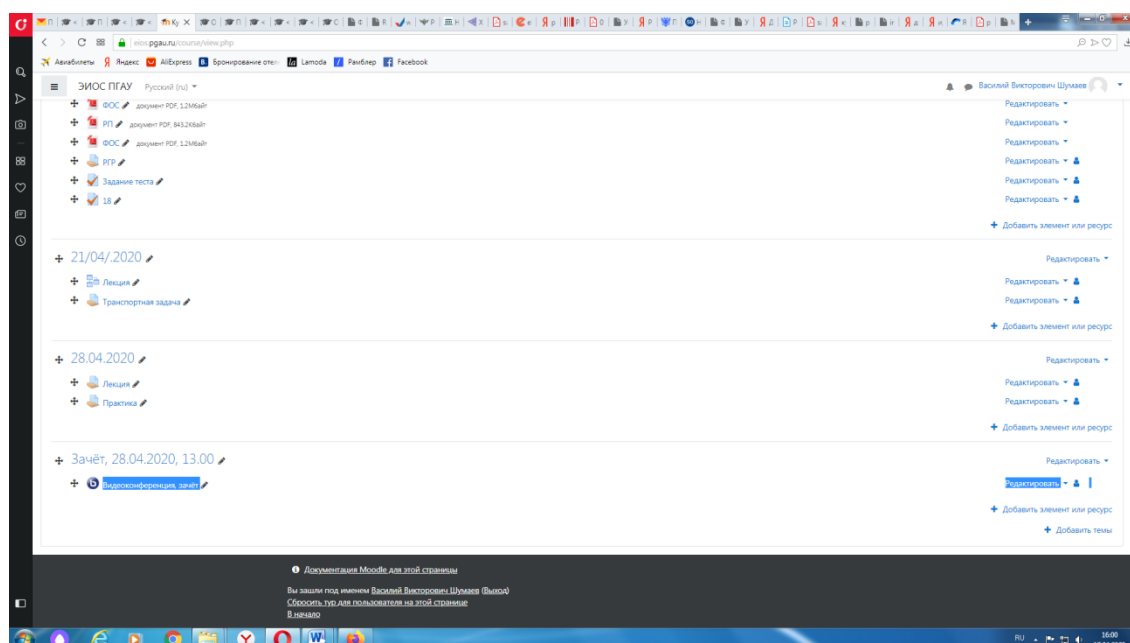 eios.pgau.ru/course/view.php
Авиабилеты Яндекс AliExpress Бронирование отел Lamoda Рамблер Facebook
ЭИОС ПГАУ Русский (ru) Василий Викторович Шумаев
ФОС документ PDF, 1.2Мбайт Редактировать
РП документ PDF, 843.2Кбайт Редактировать
ФОС документ PDF, 1.2Мбайт Редактировать
РГР Редактировать
Задание теста Редактировать
18 Редактировать
Добавить элемент или ресурс
21/04/.2020 Редактировать
Лекция Редактировать
Транспортная задача Редактировать
Добавить элемент или ресурс
28.04.2020 Редактировать
Лекция Редактировать
Практика Редактировать
Добавить элемент или ресурс
Зачёт, 28.04.2020, 13.00 Редактировать
Видеоконференция, зачёт Редактировать
Добавить элемент или ресурс
Добавить темы
Документация Moodle для этой страницы
Вы зашли под именем Василий Викторович Шумаев (Выход)
Сбросить тур для пользователя на этой странице
В начало
RU 16:00